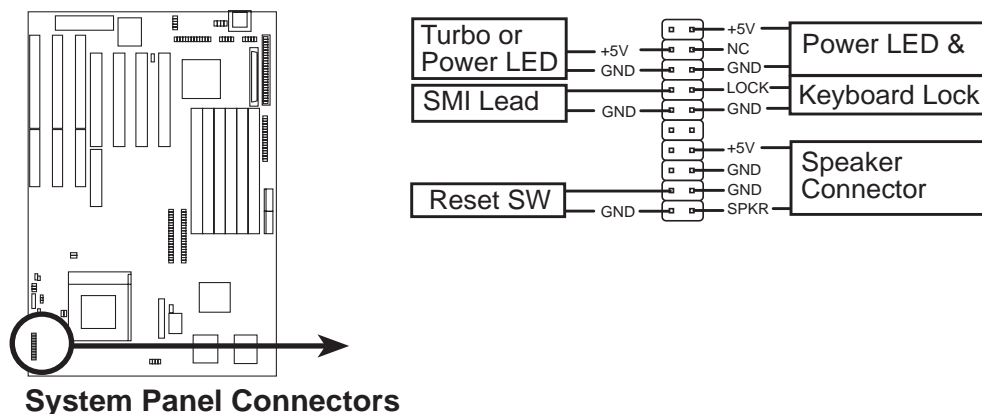 Turbo or
Power LED
+5V
GND
SMI Lead
GND
Reset SW
GND
+5V
NC
GND
LOCK
GND
+5V
GND
GND
SPKR
Power LED &
Keyboard Lock
Speaker
Connector
System Panel Connectors